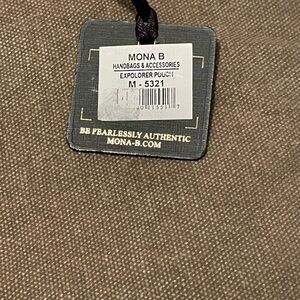 MONA B
HANDBAGS & ACCESSORIES
EXPOLORER POUCH
M - 5321
BE FEARLESSLY AUTHENTIC
MONA-B.COM